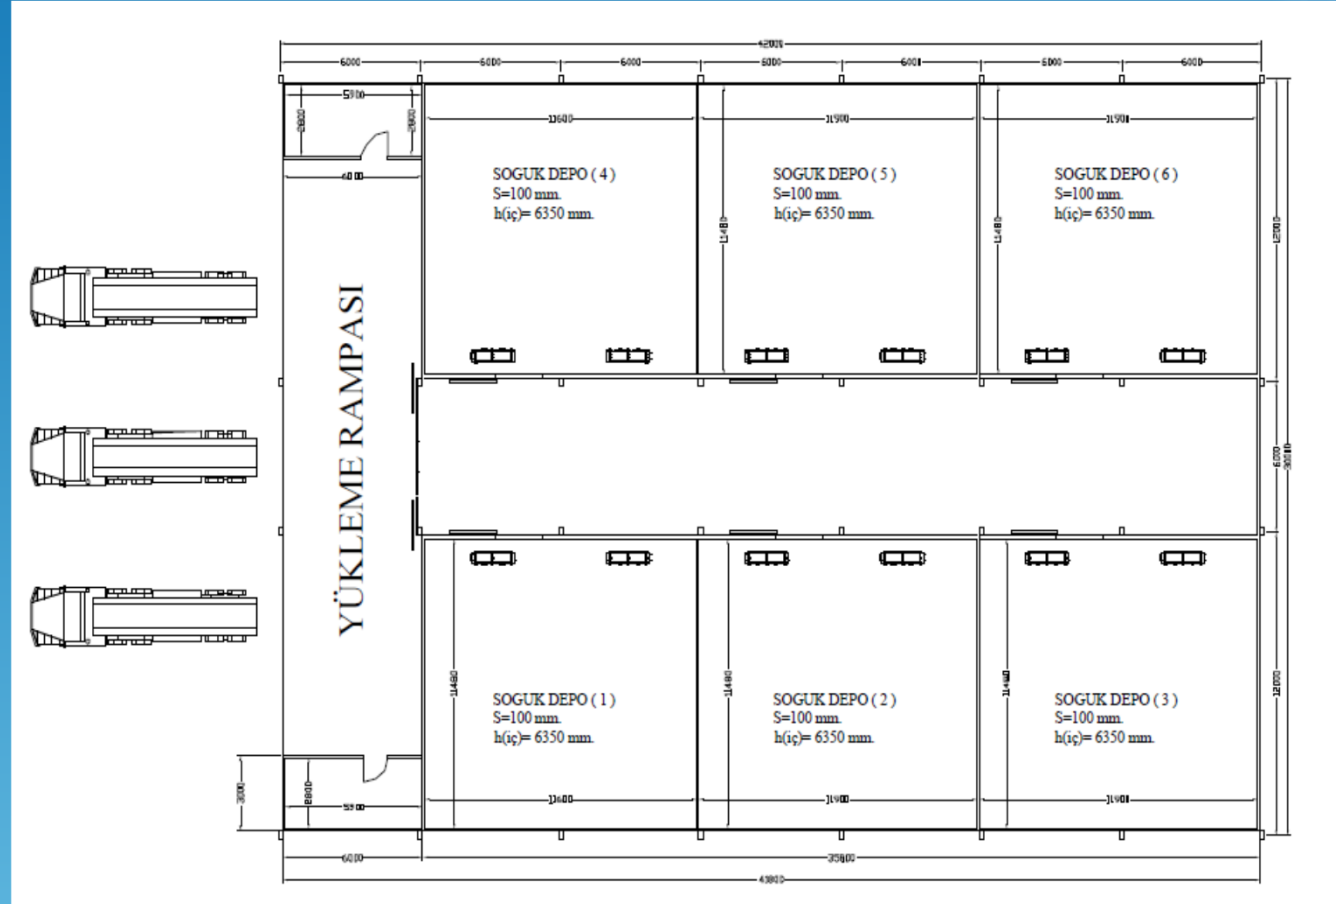 42000
6000
6000
6000
6000
6000
6000
6000
5900
2800
2800
6000
11600
11900
11900
SOGUK DEPO ( 4 )
S=100 mm.
h(iç)= 6350 mm.
SOGUK DEPO ( 5 )
S=100 mm.
h(iç)= 6350 mm.
SOGUK DEPO ( 6 )
S=100 mm.
h(iç)= 6350 mm.
11480
11480
12000
YÜKLEME RAMPASI
6000
30000
11480
11480
11480
12000
SOGUK DEPO ( 1 )
S=100 mm.
h(iç)= 6350 mm.
SOGUK DEPO ( 2 )
S=100 mm.
h(iç)= 6350 mm.
SOGUK DEPO ( 3 )
S=100 mm.
h(iç)= 6350 mm.
3000
2800
5900
11600
11900
11900
6000
35800
41800